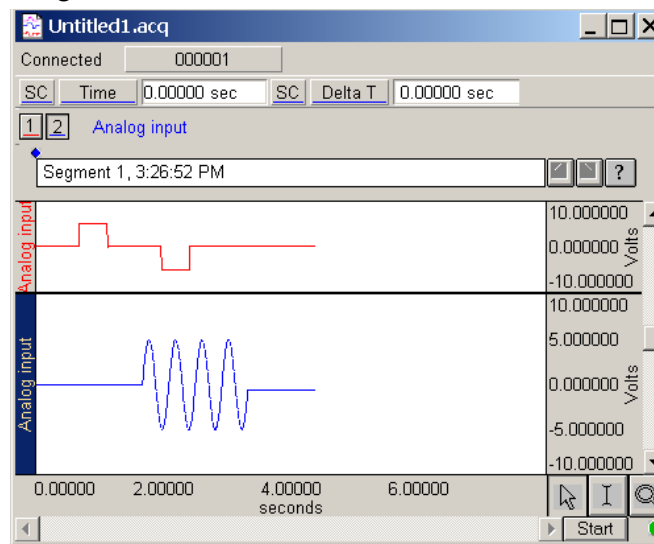 Untitled1.acq
Connected 000001
SC Time 0.00000 sec SC Delta T 0.00000 sec
1 2 Analog input
Segment 1, 3:26:52 PM ?
Analog input
10.000000
0.000000
-10.000000
Volts
Analog input
10.000000
5.000000
0.000000
-5.000000
-10.000000
Volts
0.00000 2.00000 4.00000 6.00000
seconds
Start